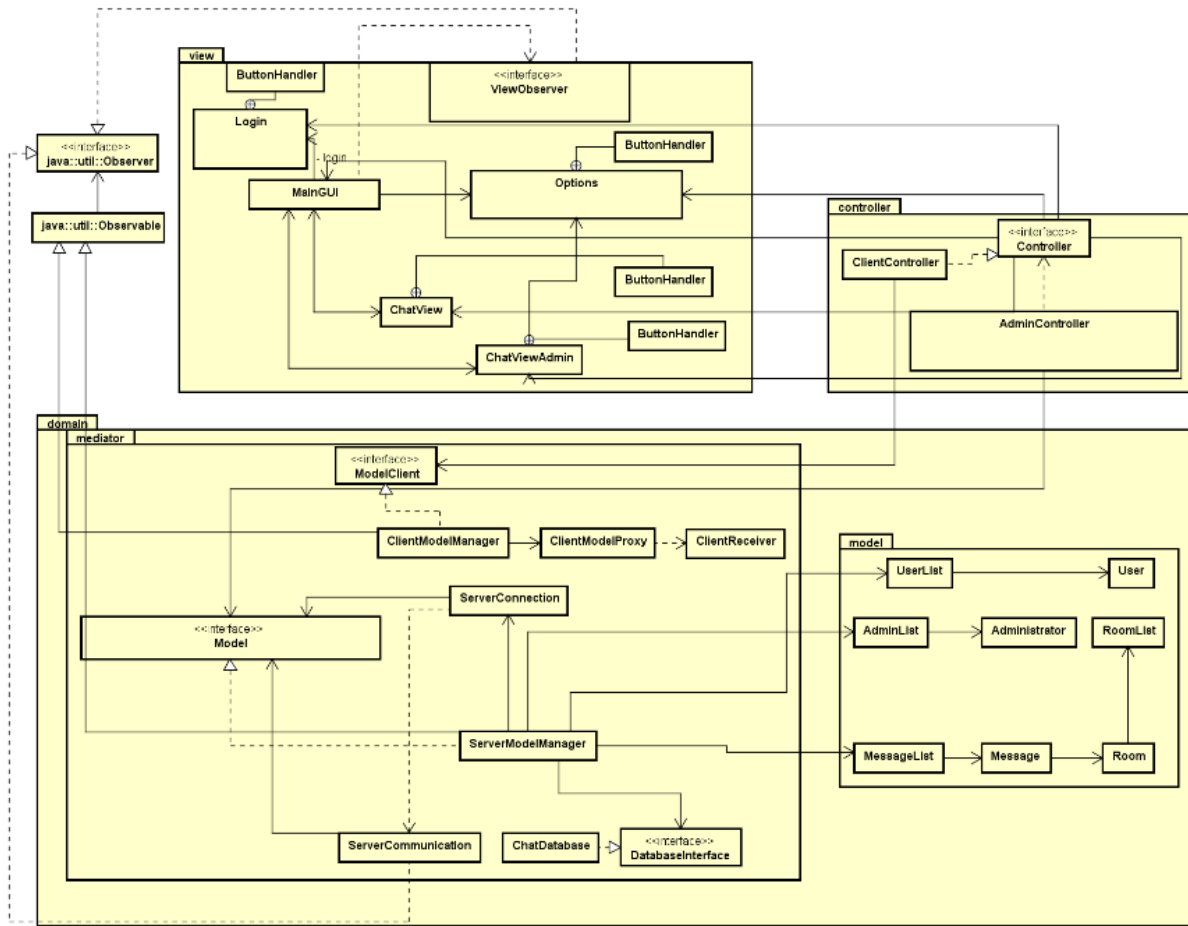 view
ButtonHandler
<<interface>>
ViewObserver
Login
<<interface>>
java::util::Observer
ButtonHandler
- login
Options
MainGUI
java::util::Observable
controller
<<interface>>
Controller
ClientController
ButtonHandler
ChatView
AdminController
ButtonHandler
ChatViewAdmin
domain
mediator
<<interface>>
ModelClient
ClientModelManager
ClientModelProxy
ClientReceiver
model
UserList
User
ServerConnection
<<interface>>
Model
AdminList
Administrator
RoomList
ServerModelManager
MessageList
Message
Room
ServerCommunication
ChatDatabase
<<interface>>
DatabaseInterface